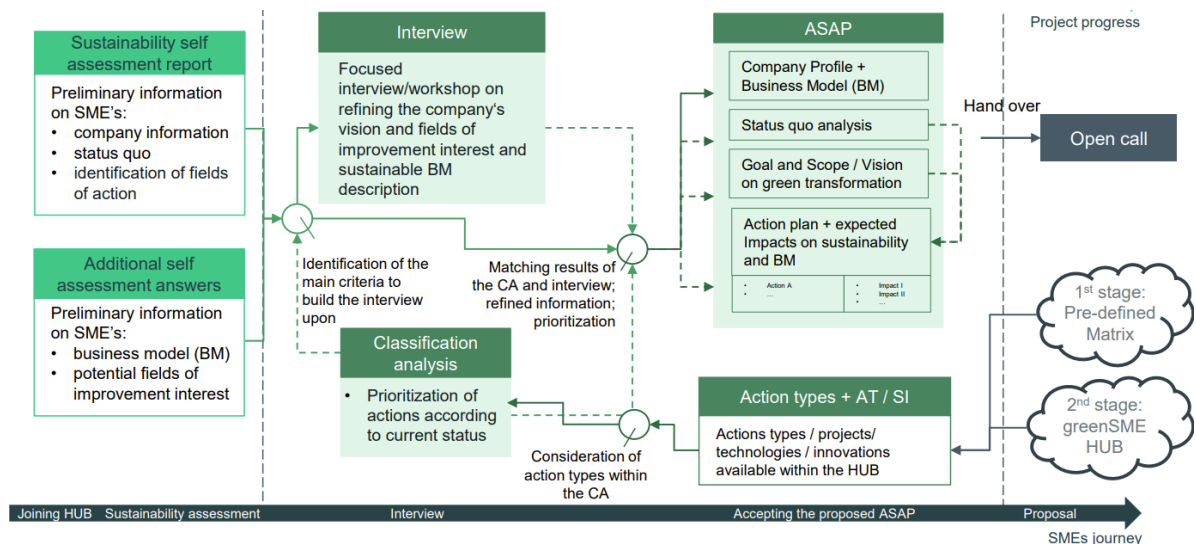 Sustainability self
assessment report
Preliminary information
on SME's:
• company information
• status quo
• identification of fields
of action
Additional self
assessment answers
Preliminary information
on SME's:
• business model (BM)
• potential fields of
improvement interest
Interview
Focused
interview/workshop on
refining the company‘s
vision and fields of
improvement interest and
sustainable BM
description
Identification of the
main criteria to
build the interview
upon
Matching results of
the CA and interview;
refined information;
prioritization
Classification
analysis
• Prioritization of
actions according
to current status
Consideration of
action types within
the CA
ASAP
Company Profile +
Business Model (BM)
Status quo analysis
Goal and Scope / Vision
on green transformation
Action plan + expected
Impacts on sustainability
and BM
• Action A
• ...
• Impact I
• Impact II
• ...
Action types + AT / SI
Actions types / projects/
technologies / innovations
available within the HUB
Project progress
Hand over
Open call
1st stage:
Pre-defined
Matrix
2nd stage:
greenSME
HUB
Joining HUB
Sustainability assessment
Interview
Accepting the proposed ASAP
Proposal
SMEs journey